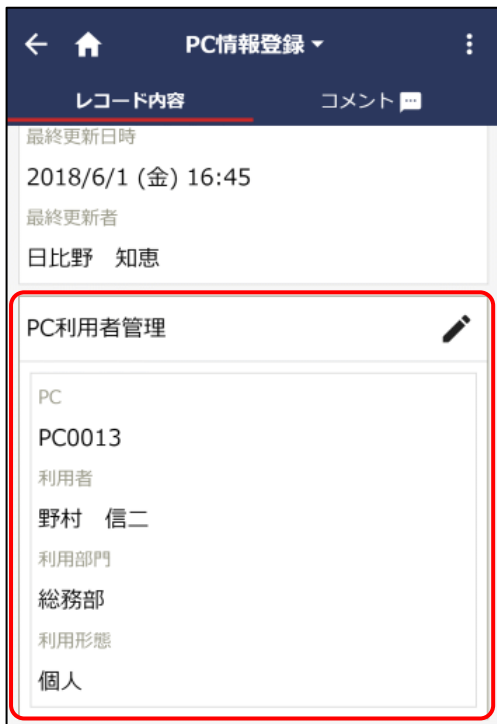 PC情報登録
レコード内容 コメント
最終更新日時
2018/6/1 (金) 16:45
最終更新者
日比野　知恵
PC利用者管理
PC
PC0013
利用者
野村　信二
利用部門
総務部
利用形態
個人